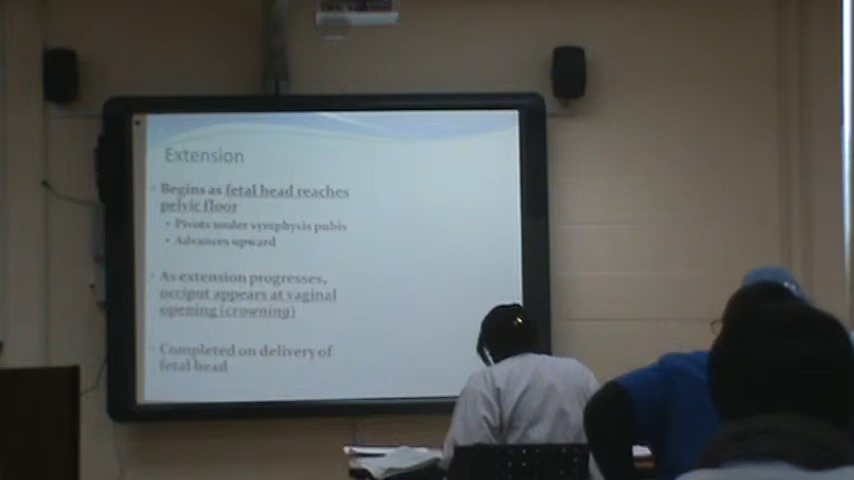 Extension
Begins as fetal head reaches
pelvic floor
• Pivots under symphysis pubis
• Advances upward
As extension progresses,
occiput appears at vaginal
opening (crowning)
Completed on delivery of
fetal head